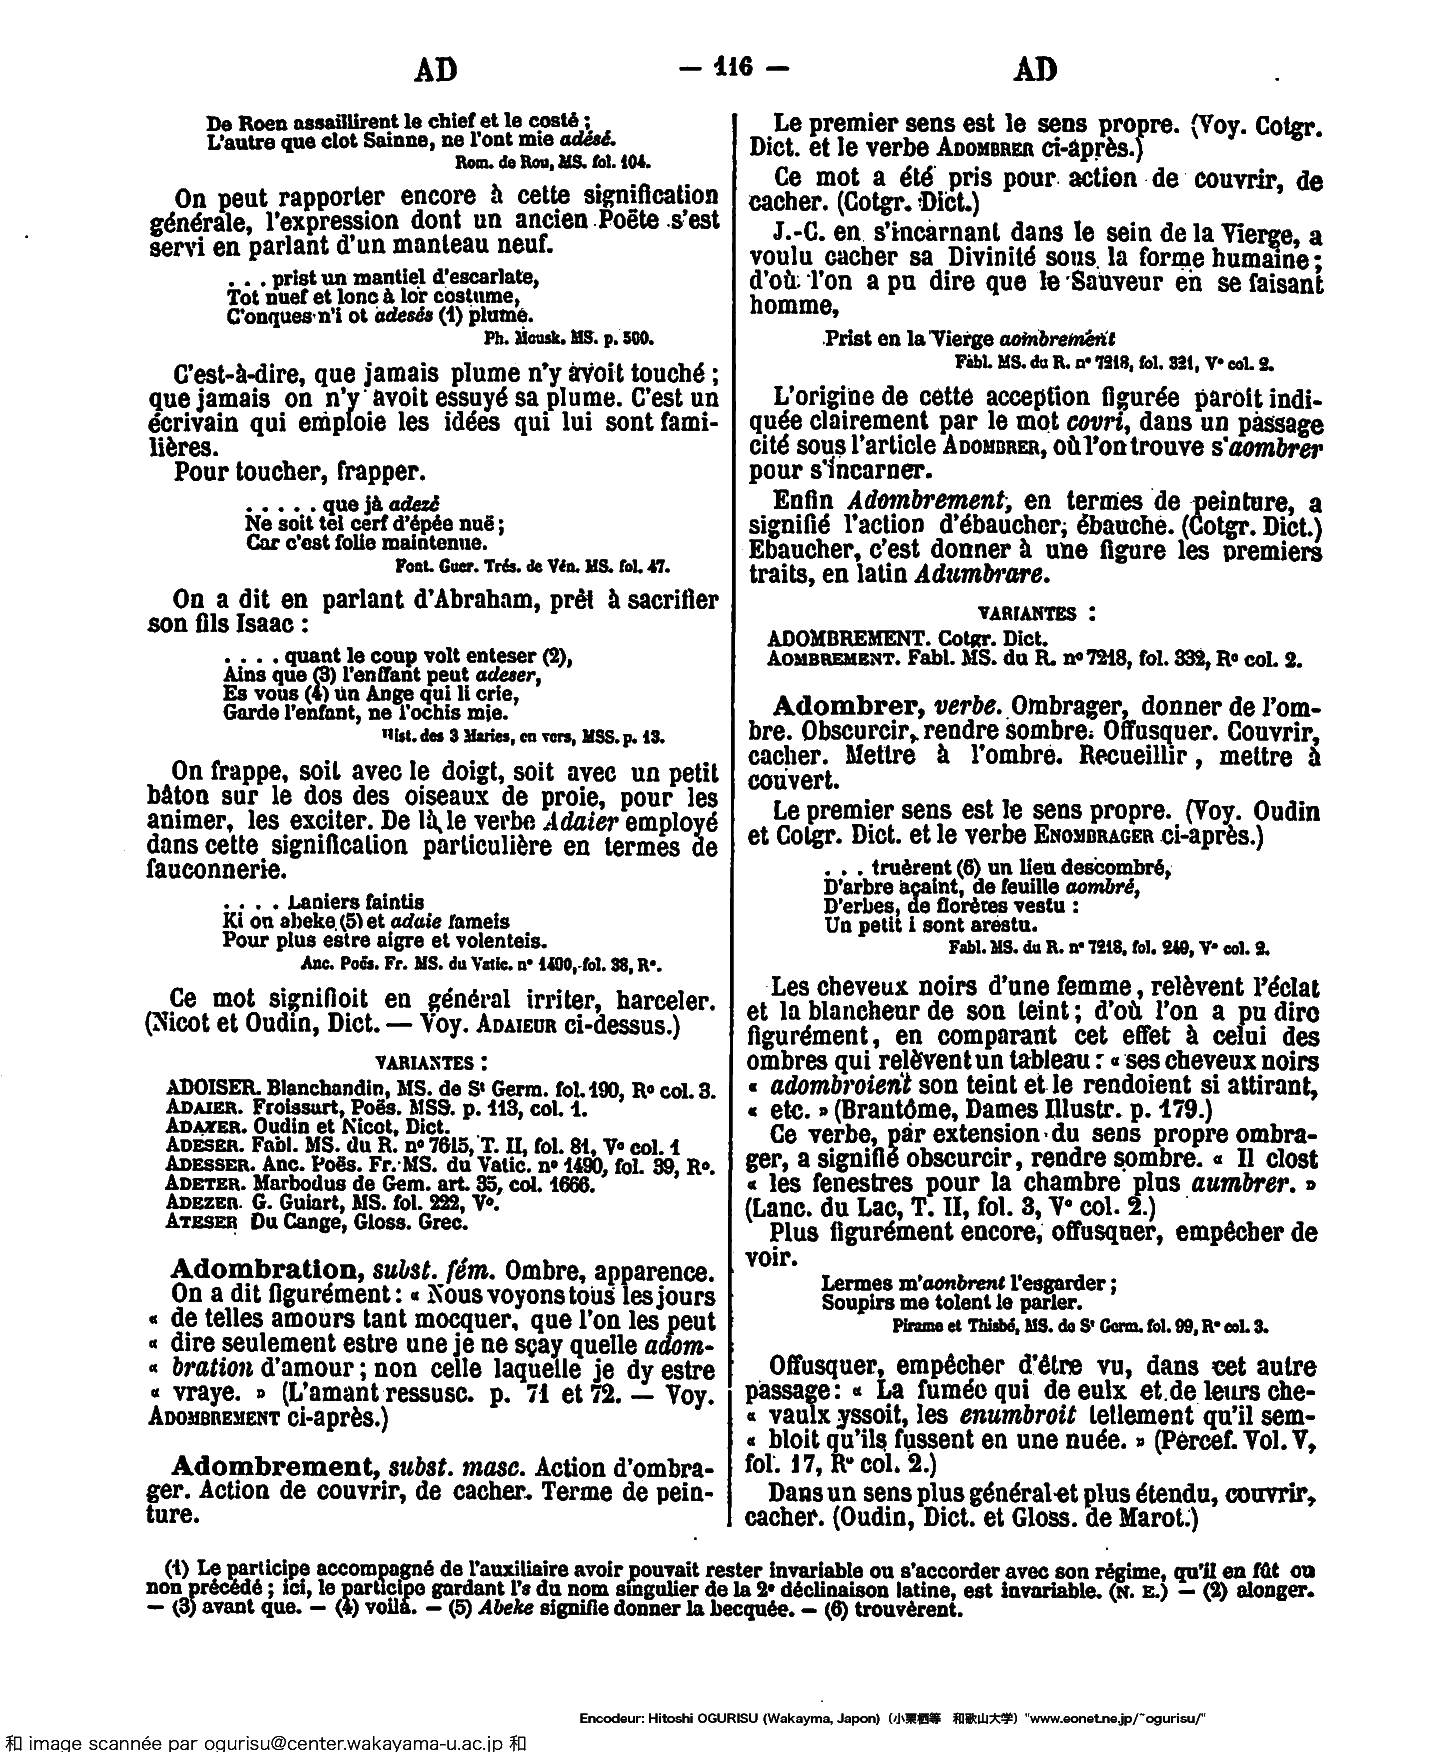 AD — 116 — AD
De Roen assaillirent le chief et le costé ;
L'autre que clot Sainne, ne l'ont mie adésé.
Rom. de Rou, MS. fol. 104.
On peut rapporter encore à cette signification
générale, l'expression dont un ancien Poëte s'est
servi en parlant d'un manteau neuf.
. . . prist un mantiel d'escarlate,
Tot nuef et lonc à lor costume,
C'onques n'i ot adesés (1) plume.
Ph. Mousk. MS. p. 500.
C'est-à-dire, que jamais plume n'y avoit touché ;
que jamais on n'y avoit essuyé sa plume. C'est un
écrivain qui emploie les idées qui lui sont fami-
lières.
Pour toucher, frapper.
. . . . . que jà adezé
Ne soit tel cerf d'épée nuë ;
Car c'est folie maintenue.
Font. Guer. Trés. de Vén. MS. fol. 47.
On a dit en parlant d'Abraham, prêt à sacrifier
son fils Isaac :
. . . . quant le coup volt enteser (2),
Ains que (3) l'enffant peut adeser,
Es vous (4) un Ange qui li crie,
Garde l'enfant, ne l'ochis mie.
Hist. des 3 Maries, en vers, MSS. p. 13.
On frappe, soit avec le doigt, soit avec un petit
bâton sur le dos des oiseaux de proie, pour les
animer, les exciter. De là, le verbe Adaier employé
dans cette signification particulière en termes de
fauconnerie.
. . . . Laniers faintis
Ki on abeke (5) et adaie fameis
Pour plus estre aigre et volenteis.
Anc. Poës. Fr. MS. du Vatic. n° 1490, fol. 38, R°.
Ce mot signifioit en général irriter, harceler.
(Nicot et Oudin, Dict. — Voy. ADAIEUR ci-dessus.)
VARIANTES :
ADOISER. Blanchandin, MS. de St Germ. fol. 190, R° col. 3.
ADAIER. Froissart, Poës. MSS. p. 113, col. 1.
ADAYER. Oudin et Nicot, Dict.
ADESER. Fabl. MS. du R. n° 7615, T. II, fol. 81, V° col. 1
ADESSER. Anc. Poës. Fr. MS. du Vatic. n° 1490, fol. 39, R°.
ADETER. Marbodus de Gem. art. 35, col. 1666.
ADEZER. G. Guiart, MS. fol. 222, V°.
ATESER Du Cange, Gloss. Grec.
Adombration, subst. fém. Ombre, apparence.
On a dit figurément : « Nous voyons tous les jours
« de telles amours tant mocquer, que l'on les peut
« dire seulement estre une je ne sçay quelle adom-
« bration d'amour ; non celle laquelle je dy estre
« vraye. » (L'amant ressusc. p. 71 et 72. — Voy.
ADOMBREMENT ci-après.)
Adombrement, subst. masc. Action d'ombra-
ger. Action de couvrir, de cacher. Terme de pein-
ture.
Le premier sens est le sens propre. (Voy. Cotgr.
Dict. et le verbe ADOMBRER ci-après.)
Ce mot a été pris pour action de couvrir, de
cacher. (Cotgr. Dict.)
J.-C. en s'incarnant dans le sein de la Vierge, a
voulu cacher sa Divinité sous la forme humaine ;
d'où l'on a pu dire que le Sauveur en se faisant
homme,
Prist en la Vierge aombrement
Fabl. MS. du R. n° 7218, fol. 321, V° col. 2.
L'origine de cette acception figurée paroit indi-
quée clairement par le mot covri, dans un passage
cité sous l'article ADOMBRER, où l'on trouve s'aombrer
pour s'incarner.
Enfin Adombrement, en termes de peinture, a
signifié l'action d'ébaucher, ébauche. (Cotgr. Dict.)
Ebaucher, c'est donner à une figure les premiers
traits, en latin Adumbrare.
VARIANTES :
ADOMBREMENT. Cotgr. Dict.
AOMBREMENT. Fabl. MS. du R. n° 7218, fol. 332, R° col. 2.
Adombrer, verbe. Ombrager, donner de l'om-
bre. Obscurcir, rendre sombre. Offusquer. Couvrir,
cacher. Mettre à l'ombre. Recueillir, mettre à
couvert.
Le premier sens est le sens propre. (Voy. Oudin
et Cotgr. Dict. et le verbe ENOMBRAGER ci-après.)
. . . truèrent (6) un lieu descombré,
D'arbre açaint, de feuille aombré,
D'erbes, de florètes vestu :
Un petit i sont arestu.
Fabl. MS. du R. n° 7218, fol. 249, V° col. 2.
Les cheveux noirs d'une femme, relèvent l'éclat
et la blancheur de son teint ; d'où l'on a pu dire
figurément, en comparant cet effet à celui des
ombres qui relèvent un tableau : « ses cheveux noirs
« adombroient son teint et le rendoient si attirant,
« etc. » (Brantôme, Dames Illustr. p. 179.)
Ce verbe, par extension du sens propre ombra-
ger, a signifié obscurcir, rendre sombre. « Il clost
« les fenestres pour la chambre plus aumbrer. »
(Lanc. du Lac, T. II, fol. 3, V° col. 2.)
Plus figurément encore, offusquer, empêcher de
voir.
Lermes m'aonbrent l'esgarder ;
Soupirs me tolent le parler.
Pirame et Thisbé, MS. de St Germ. fol. 99, R° col. 3.
Offusquer, empêcher d'être vu, dans cet autre
passage : « La fumée qui de eulx et de leurs che-
« vaulx yssoit, les enumbroit tellement qu'il sem-
« bloit qu'ils fussent en une nuée. » (Percef. Vol. V,
fol. 17, R° col. 2.)
Dans un sens plus général et plus étendu, couvrir,
cacher. (Oudin, Dict. et Gloss. de Marot.)
(1) Le participe accompagné de l'auxiliaire avoir pouvait rester invariable ou s'accorder avec son régime, qu'il en fût ou
non précédé ; ici, le participe gardant l's du nom singulier de la 2e déclinaison latine, est invariable. (N. E.) — (2) alonger.
— (3) avant que. — (4) voilà. — (5) Abeke signifie donner la becquée. — (6) trouvèrent.
Encodeur: Hitoshi OGURISU (Wakayma, Japon)（小栗栖等　和歌山大学）"www.eonet.ne.jp/~ogurisu/"
和 image scannée par ogurisu@center.wakayama-u.ac.jp 和